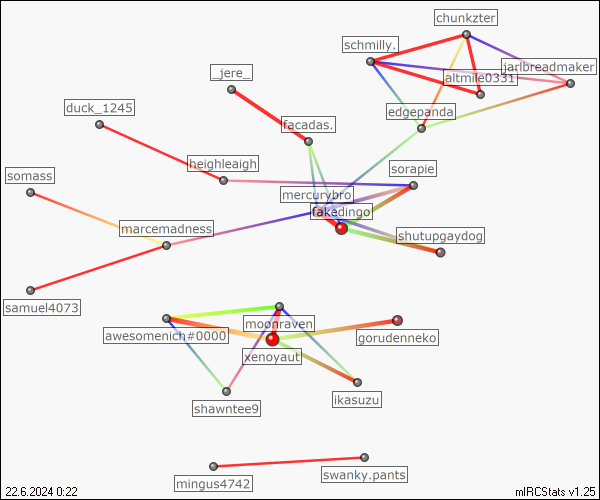 chunkzter
schmilly.
jarlbreadmaker
_jere_
altmile0331
duck_1245
edgepanda
facadas.
heighleaigh
sorapie
somass
mercurybro
fakedingo
marcemadness
shutupgaydog
samuel4073
moonraven
awesomenich#0000
gorudenneko
xenoyaut
ikasuzu
shawntee9
swanky.pants
mingus4742
22.6.2024 0:22
mIRCStats v1.25